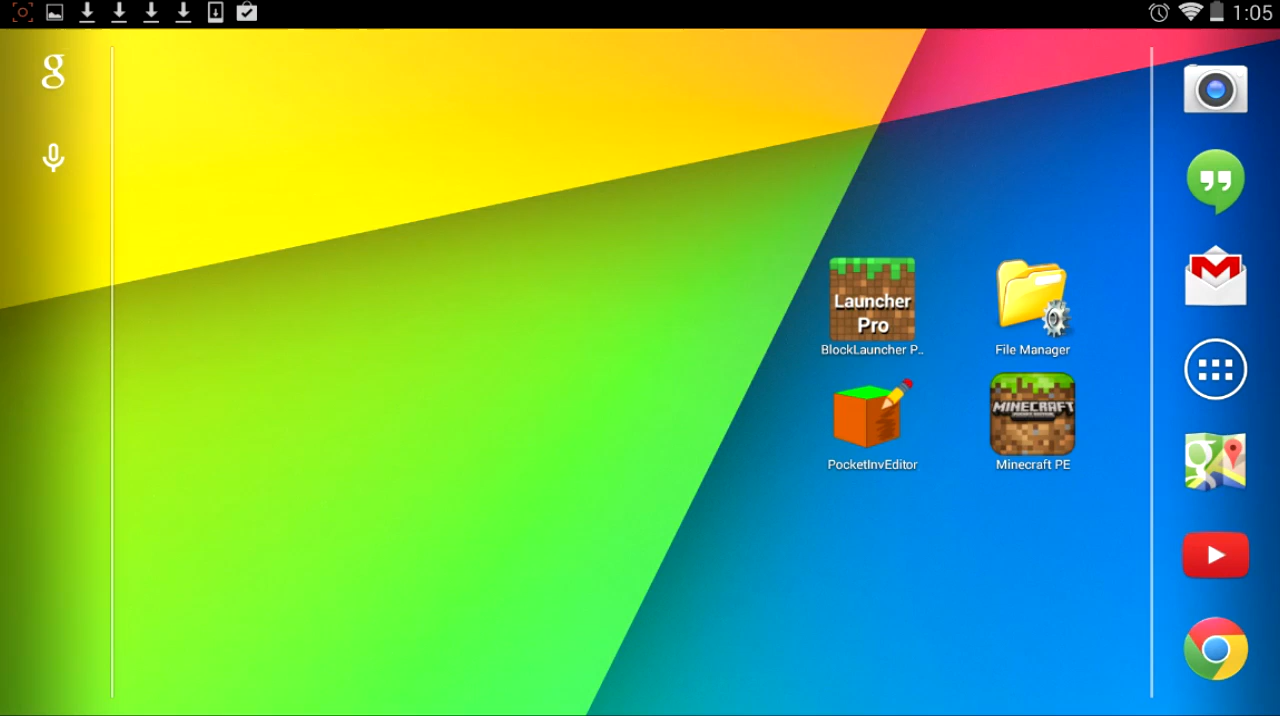 1:05
g
Launcher
Pro
BlockLauncher P..
File Manager
MINECRAFT
PocketInvEditor
Minecraft PE